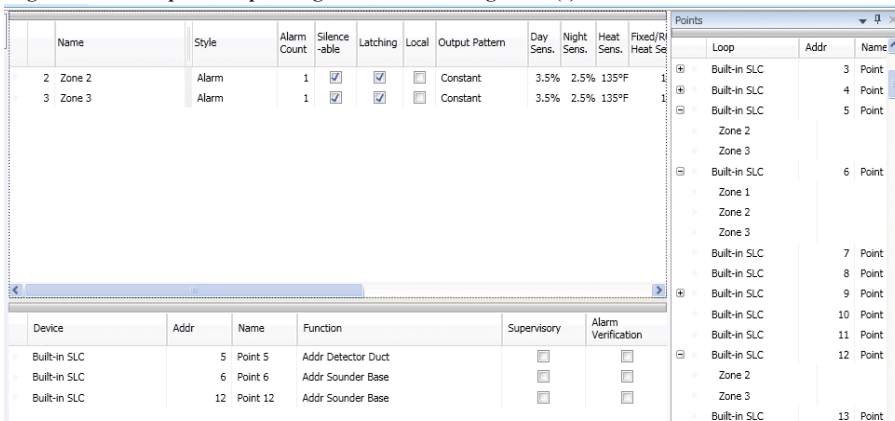 Name Style Alarm Count Silence -able Latching Local Output Pattern Day Sens. Night Sens. Heat Sens. Fixed/R Heat Se
2 Zone 2 Alarm 1 Constant 3.5% 2.5% 135°F 1
3 Zone 3 Alarm 1 Constant 3.5% 2.5% 135°F 1
Device Addr Name Function Supervisory Alarm Verification
Built-in SLC 5 Point 5 Addr Detector Duct
Built-in SLC 6 Point 6 Addr Sounder Base
Built-in SLC 12 Point 12 Addr Sounder Base
Points
Loop Addr Name
Built-in SLC 3 Point
Built-in SLC 4 Point
Built-in SLC 5 Point
Zone 2
Zone 3
Built-in SLC 6 Point
Zone 1
Zone 2
Zone 3
Built-in SLC 7 Point
Built-in SLC 8 Point
Built-in SLC 9 Point
Built-in SLC 10 Point
Built-in SLC 11 Point
Built-in SLC 12 Point
Zone 2
Zone 3
Built-in SLC 13 Point